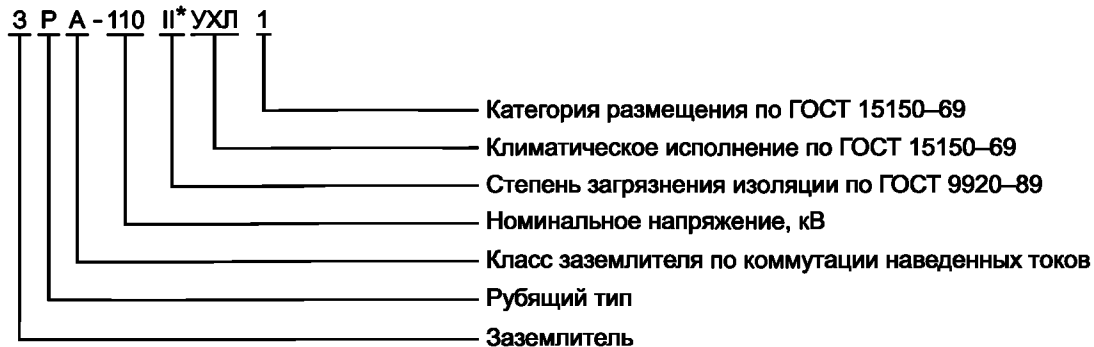 З Р А - 110 II* УХЛ 1
Категория размещения по ГОСТ 15150–69
Климатическое исполнение по ГОСТ 15150–69
Степень загрязнения изоляции по ГОСТ 9920–89
Номинальное напряжение, кВ
Класс заземлителя по коммутации наведенных токов
Рубящий тип
Заземлитель